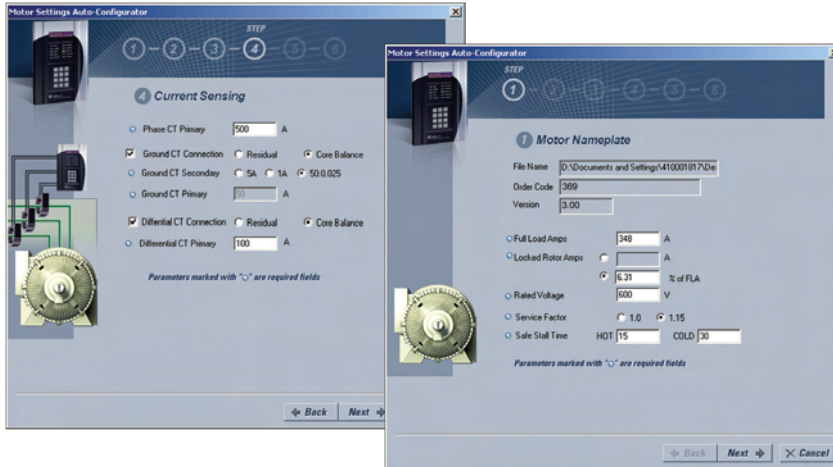 Motor Settings Auto-Configurator
STEP
1 2 3 4 5 6
4 Current Sensing
Phase CT Primary 500 A
Ground CT Connection Residual Core Balance
Ground CT Secondary 5A 1A 50:0.025
Ground CT Primary 50 A
Diffential CT Connection Residual Core Balance
Differential CT Primary 100 A
Parameters marked with "○" are required fields
Back Next
Motor Settings Auto-Configurator
STEP
1 2 3 4 5 6
1 Motor Nameplate
File Name D:\Documents and Settings\410001817\De
Order Code 369
Version 3.00
Full Load Amps 348 A
Locked Rotor Amps A
6.31 % of FLA
Rated Voltage 600 V
Service Factor 1.0 1.15
Safe Stall Time HOT 15 COLD 30
Parameters marked with "○" are required fields
Back Next Cancel